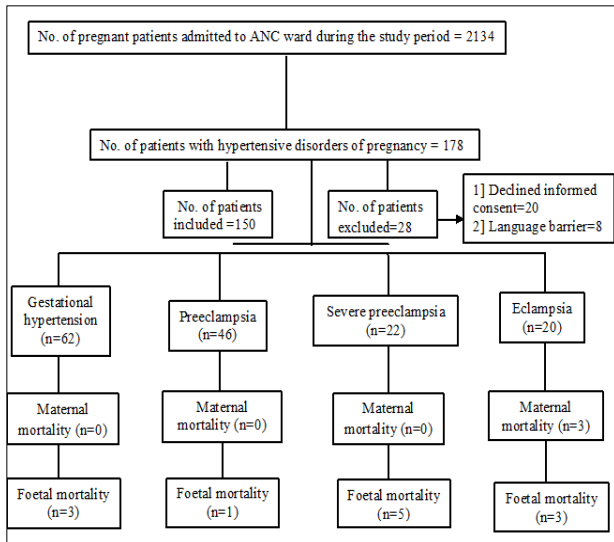 No. of pregnant patients admitted to ANC ward during the study period = 2134
No. of patients with hypertensive disorders of pregnancy = 178
No. of patients
included =150
No. of patients
excluded=28
1] Declined informed
consent=20
2] Language barrier=8
Gestational
hypertension
(n=62)
Preeclampsia
(n=46)
Severe preeclampsia
(n=22)
Eclampsia
(n=20)
Maternal
mortality (n=0)
Maternal
mortality (n=0)
Maternal
mortality (n=0)
Maternal
mortality (n=3)
Foetal mortality
(n=3)
Foetal mortality
(n=1)
Foetal mortality
(n=5)
Foetal mortality
(n=3)